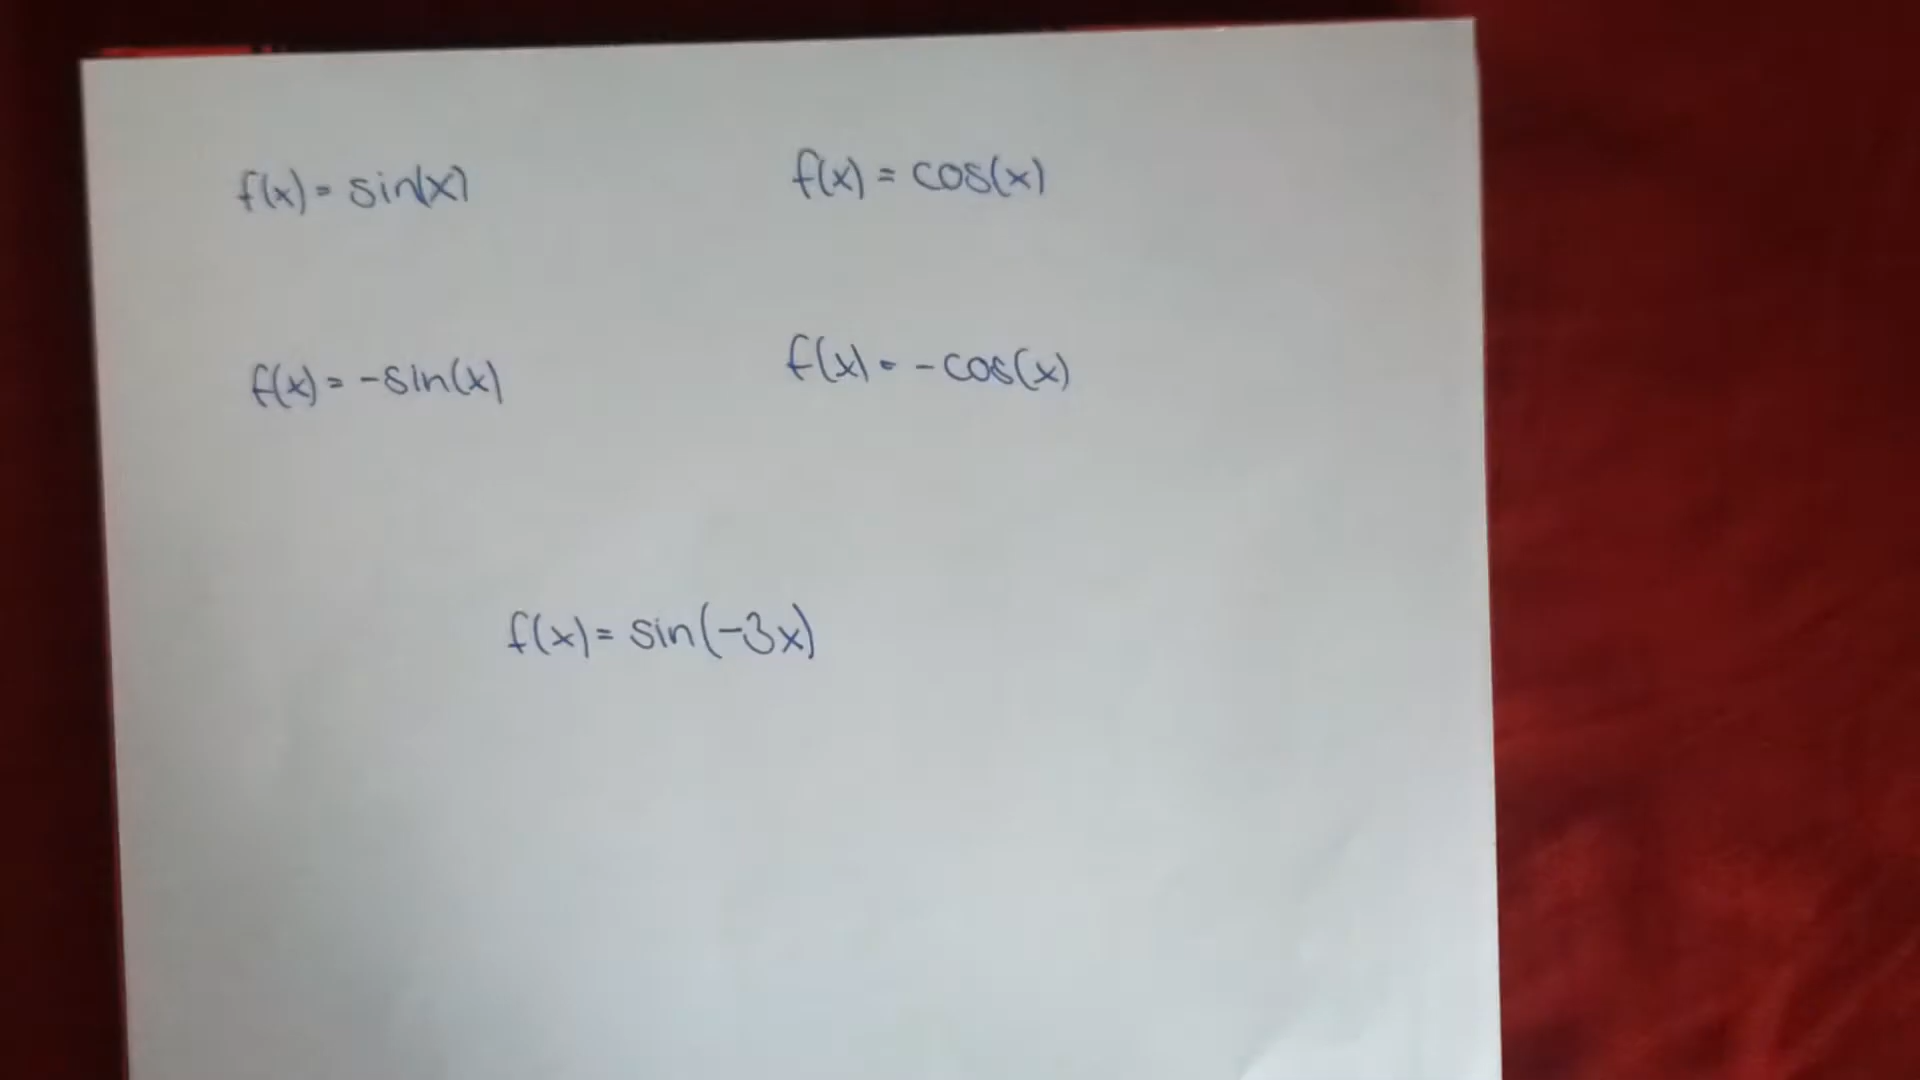 f(x) = sin(x)
f(x) = cos(x)
f(x) = -sin(x)
f(x) = -cos(x)
f(x) = sin(-3x)